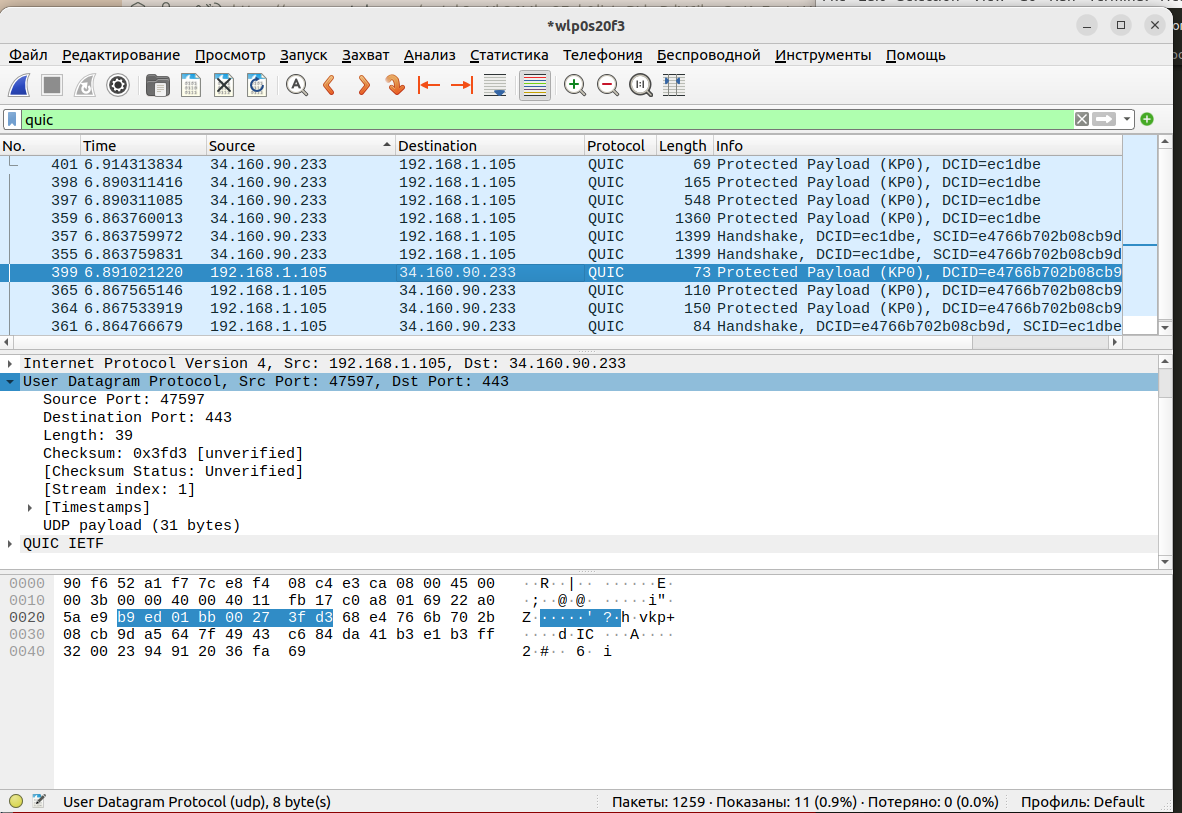 *wlp0s20f3
Файл Редактирование Просмотр Запуск Захват Анализ Статистика Телефония Беспроводной Инструменты Помощь
quic
No. Time Source Destination Protocol Length Info
401 6.914313834 34.160.90.233 192.168.1.105 QUIC 69 Protected Payload (KP0), DCID=ec1dbe
398 6.890311416 34.160.90.233 192.168.1.105 QUIC 165 Protected Payload (KP0), DCID=ec1dbe
397 6.890311085 34.160.90.233 192.168.1.105 QUIC 548 Protected Payload (KP0), DCID=ec1dbe
359 6.863760013 34.160.90.233 192.168.1.105 QUIC 1360 Protected Payload (KP0), DCID=ec1dbe
357 6.863759972 34.160.90.233 192.168.1.105 QUIC 1399 Handshake, DCID=ec1dbe, SCID=e4766b702b08cb9d
355 6.863759831 34.160.90.233 192.168.1.105 QUIC 1399 Handshake, DCID=ec1dbe, SCID=e4766b702b08cb9d
399 6.891021220 192.168.1.105 34.160.90.233 QUIC 73 Protected Payload (KP0), DCID=e4766b702b08cb9
365 6.867565146 192.168.1.105 34.160.90.233 QUIC 110 Protected Payload (KP0), DCID=e4766b702b08cb9
364 6.867533919 192.168.1.105 34.160.90.233 QUIC 150 Protected Payload (KP0), DCID=e4766b702b08cb9
361 6.864766679 192.168.1.105 34.160.90.233 QUIC 84 Handshake, DCID=e4766b702b08cb9d, SCID=ec1dbe
Internet Protocol Version 4, Src: 192.168.1.105, Dst: 34.160.90.233
User Datagram Protocol, Src Port: 47597, Dst Port: 443
Source Port: 47597
Destination Port: 443
Length: 39
Checksum: 0x3fd3 [unverified]
[Checksum Status: Unverified]
[Stream index: 1]
[Timestamps]
UDP payload (31 bytes)
QUIC IETF
0000 90 f6 52 a1 f7 7c e8 f4 08 c4 e3 ca 08 00 45 00 ··R··|·· ······E·
0010 00 3b 00 00 40 00 40 11 fb 17 c0 a8 01 69 22 a0 ·;··@·@· ·····i"·
0020 5a e9 b9 ed 01 bb 00 27 3f d3 68 e4 76 6b 70 2b Z······' ?·h·vkp+
0030 08 cb 9d a5 64 7f 49 43 c6 84 da 41 b3 e1 b3 ff ····d·IC ···A····
0040 32 00 23 94 91 20 36 fa 69 2·#·· 6· i
User Datagram Protocol (udp), 8 byte(s) Пакеты: 1259 · Показаны: 11 (0.9%) · Потеряно: 0 (0.0%) Профиль: Default